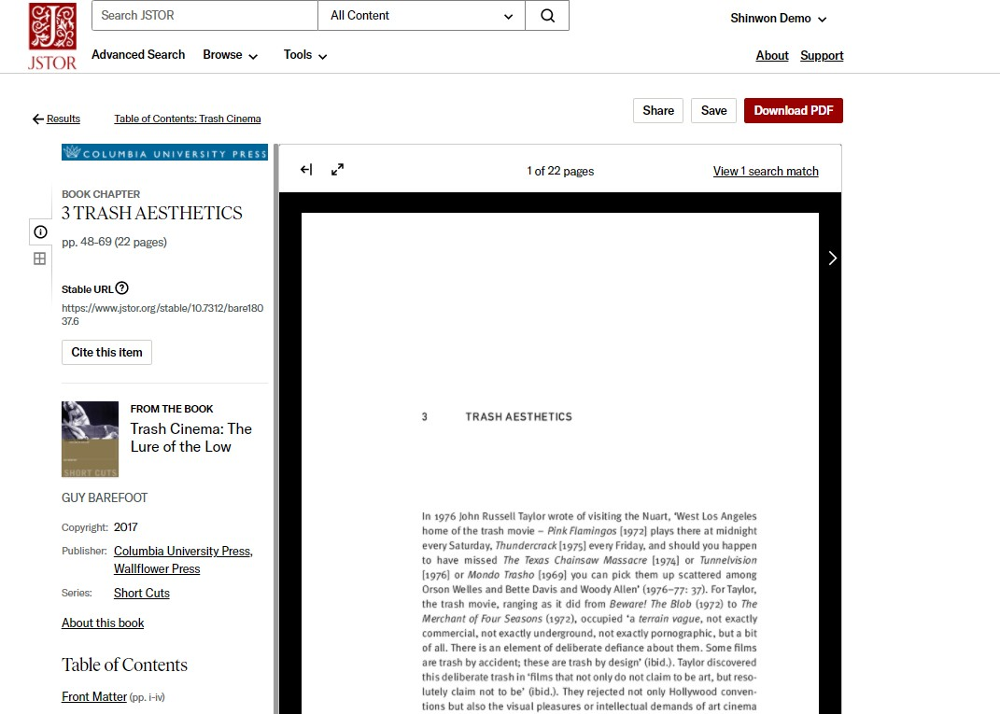 Search JSTOR
All Content
Shinwon Demo
JSTOR
Advanced Search
Browse
Tools
About
Support
Results
Table of Contents: Trash Cinema
Share
Save
Download PDF
COLUMBIA UNIVERSITY PRESS
BOOK CHAPTER
3 TRASH AESTHETICS
pp. 48-69 (22 pages)
Stable URL
https://www.jstor.org/stable/10.7312/bare180
37.6
Cite this item
SHORT CUTS
FROM THE BOOK
Trash Cinema: The
Lure of the Low
GUY BAREFOOT
Copyright: 2017
Publisher: Columbia University Press,
Wallflower Press
Series: Short Cuts
About this book
Table of Contents
Front Matter (pp. i-iv)
1 of 22 pages
View 1 search match
3 TRASH AESTHETICS
In 1976 John Russell Taylor wrote of visiting the Nuart, ‘West Los Angeles
home of the trash movie – Pink Flamingos [1972] plays there at midnight
every Saturday, Thundercrack [1975] every Friday, and should you happen
to have missed The Texas Chainsaw Massacre [1974] or Tunnelvision
[1976] or Mondo Trasho [1969] you can pick them up scattered among
Orson Welles and Bette Davis and Woody Allen’ (1976–77: 37). For Taylor,
the trash movie, ranging as it did from Beware! The Blob (1972) to The
Merchant of Four Seasons (1972), occupied ‘a terrain vague, not exactly
commercial, not exactly underground, not exactly pornographic, but a bit
of all. There is an element of deliberate defiance about them. Some films
are trash by accident; these are trash by design’ (ibid.). Taylor discovered
this deliberate trash in ‘films that not only do not claim to be art, but reso-
lutely claim not to be’ (ibid.). They rejected not only Hollywood conven-
tions but also the visual pleasures or intellectual demands of art cinema